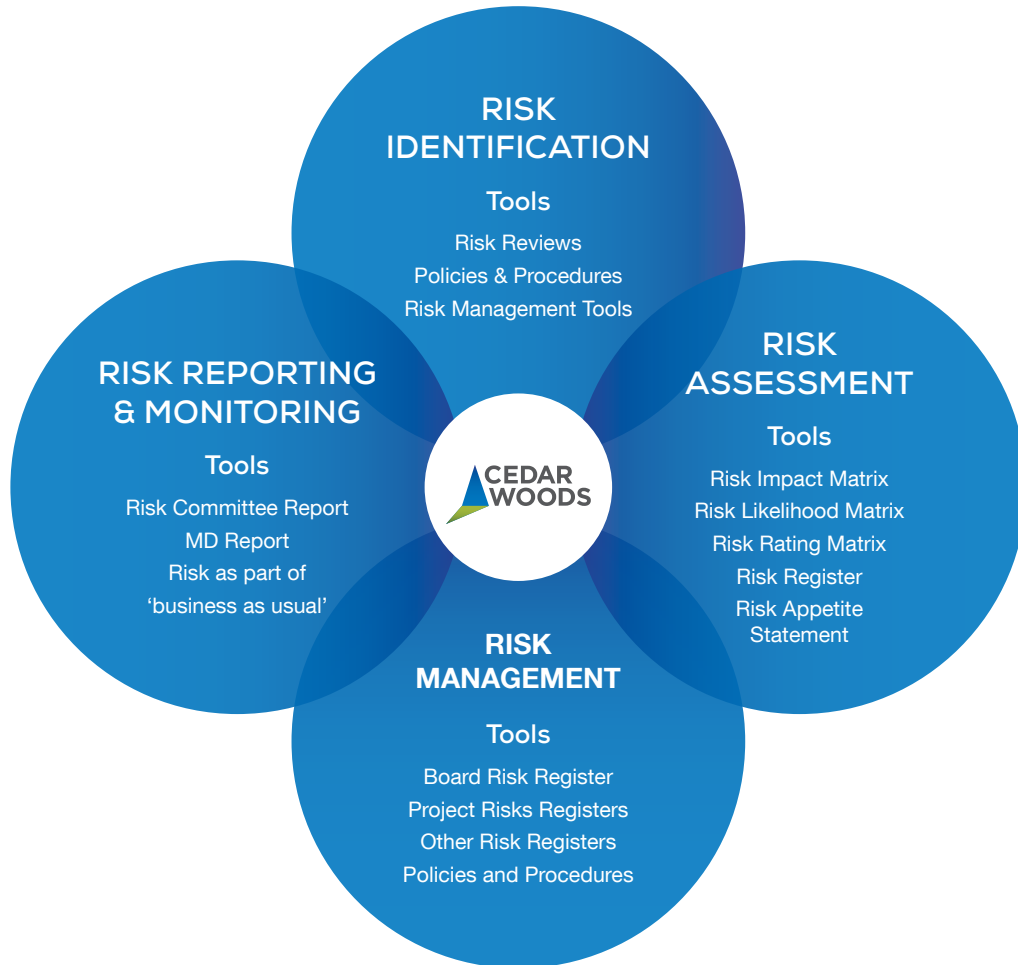 RISK
IDENTIFICATION
Tools
Risk Reviews
Policies & Procedures
Risk Management Tools
RISK REPORTING
& MONITORING
Tools
Risk Committee Report
MD Report
Risk as part of
‘business as usual’
CEDAR
WOODS
RISK
ASSESSMENT
Tools
Risk Impact Matrix
Risk Likelihood Matrix
Risk Rating Matrix
Risk Register
Risk Appetite
Statement
RISK
MANAGEMENT
Tools
Board Risk Register
Project Risks Registers
Other Risk Registers
Policies and Procedures